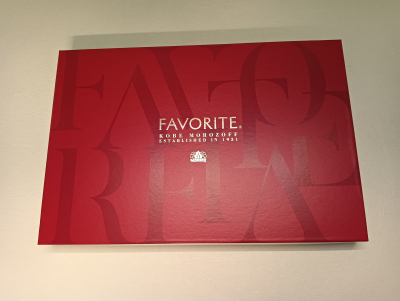 FAVORITE®
KOBE MOROZOFF
ESTABLISHED IN 1931